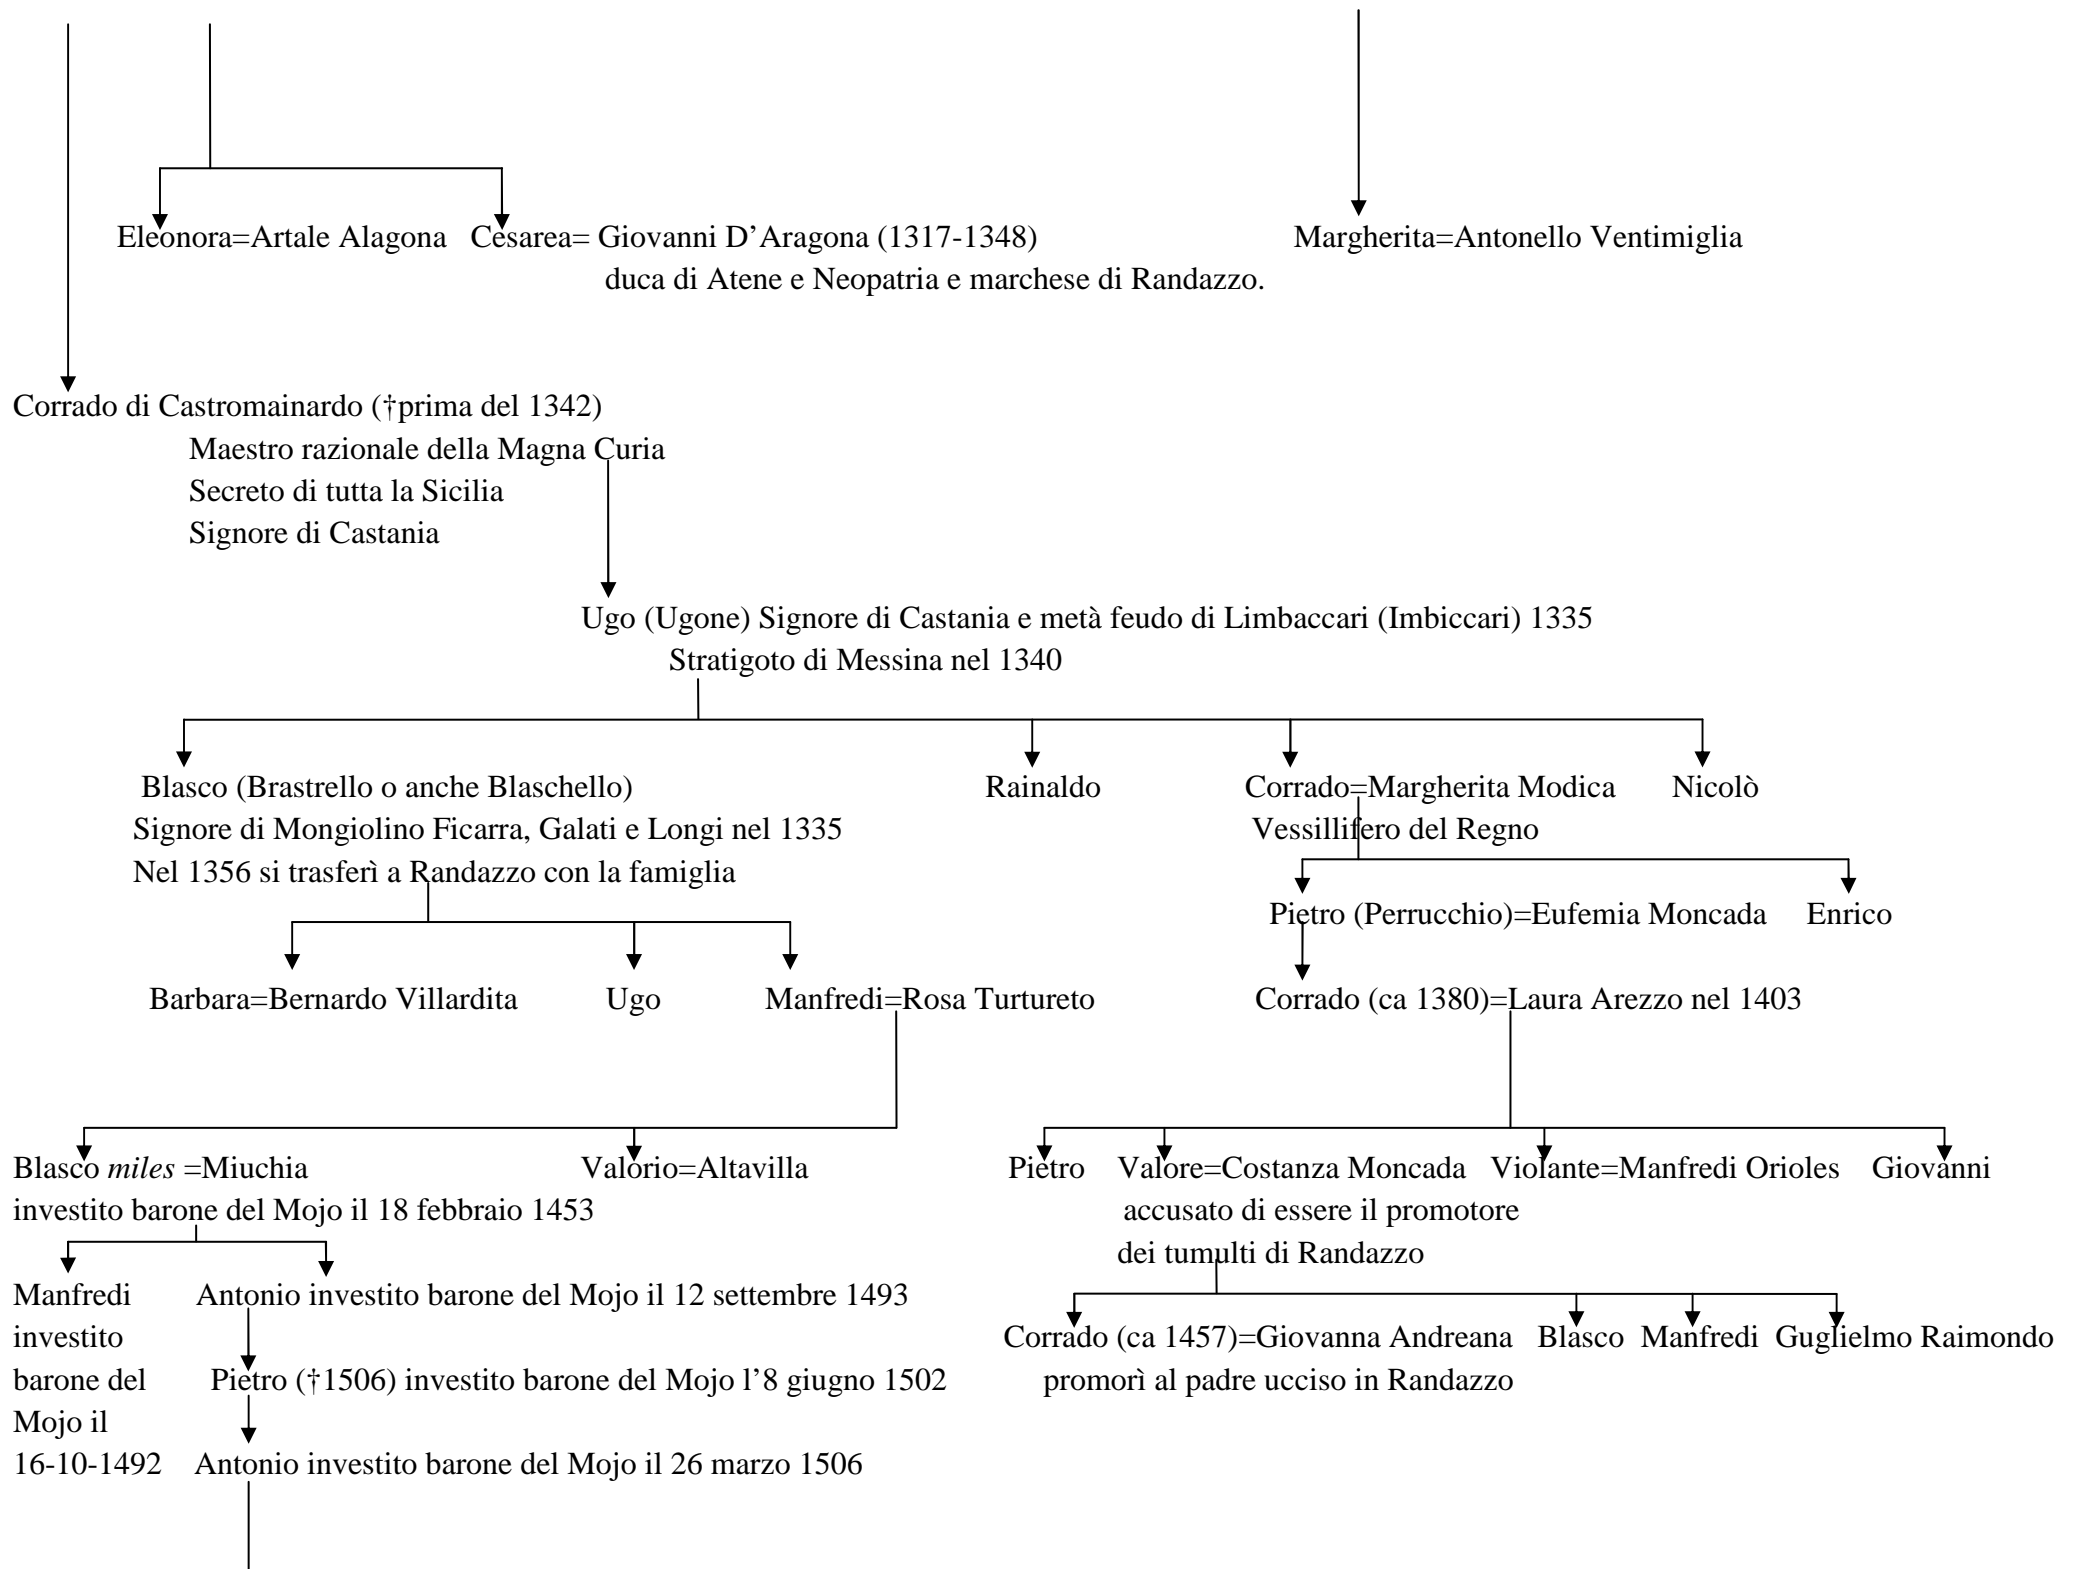 Eleonora=Artale Alagona   Cesarea= Giovanni D’Aragona (1317-1348)   Margherita=Antonello Ventimiglia
duca di Atene e Neopatria e marchese di Randazzo.
Corrado di Castromainardo (†prima del 1342)
Maestro razionale della Magna Curia
Secreto di tutta la Sicilia
Signore di Castania
Ugo (Ugone) Signore di Castania e metà feudo di Limbaccari (Imbiccari) 1335
Stratigoto di Messina nel 1340
Blasco (Brastrello o anche Blaschello)   Rainaldo   Corrado=Margherita Modica   Nicolò
Signore di Mongiolino Ficarra, Galati e Longi nel 1335   Vessillifero del Regno
Nel 1356 si trasferì a Randazzo con la famiglia
Pietro (Perrucchio)=Eufemia Moncada   Enrico
Barbara=Bernardo Villardita   Ugo   Manfredi=Rosa Turtureto   Corrado (ca 1380)=Laura Arezzo nel 1403
Blasco miles =Miuchia   Valorio=Altavilla   Pietro   Valore=Costanza Moncada   Violante=Manfredi Orioles   Giovanni
investito barone del Mojo il 18 febbraio 1453   accusato di essere il promotore
dei tumulti di Randazzo
Manfredi   Antonio investito barone del Mojo il 12 settembre 1493
investito   Corrado (ca 1457)=Giovanna Andreana   Blasco   Manfredi   Guglielmo Raimondo
barone del   Pietro (†1506) investito barone del Mojo l’8 giugno 1502   promorì al padre ucciso in Randazzo
Mojo il
16-10-1492   Antonio investito barone del Mojo il 26 marzo 1506